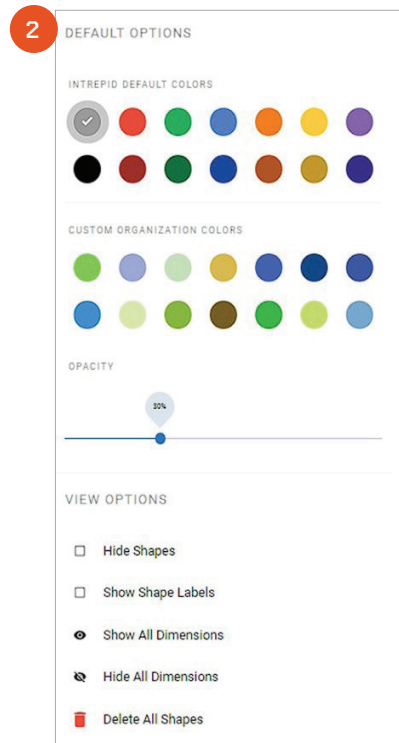 2
DEFAULT OPTIONS
INTREPID DEFAULT COLORS
CUSTOM ORGANIZATION COLORS
OPACITY
30%
VIEW OPTIONS
Hide Shapes
Show Shape Labels
Show All Dimensions
Hide All Dimensions
Delete All Shapes